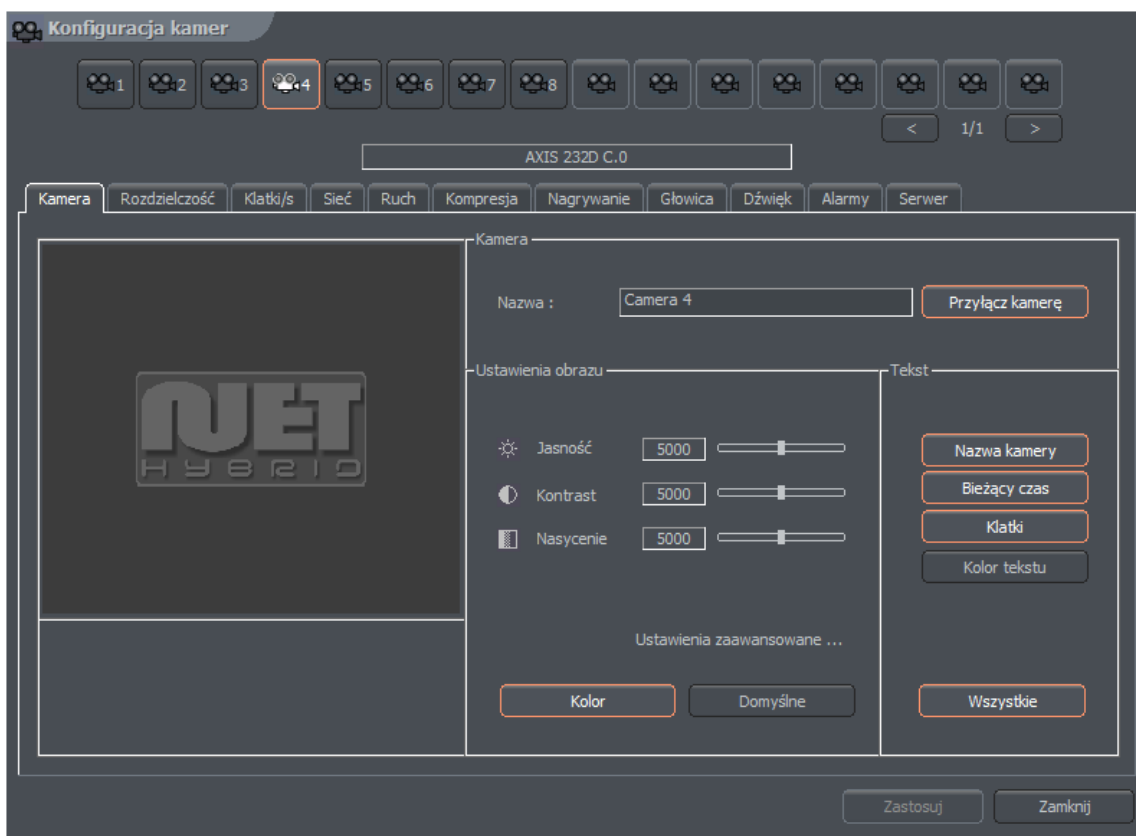 Konfiguracja kamer
1 2 3 4 5 6 7 8
< 1/1 >
AXIS 232D C.0
Kamera Rozdzielczość Klatki/s Sieć Ruch Kompresja Nagrywanie Głowica Dźwięk Alarmy Serwer
Kamera
Nazwa : Camera 4 Przyłącz kamerę
NET
HYBRID
Ustawienia obrazu
Jasność 5000
Kontrast 5000
Nasycenie 5000
Ustawienia zaawansowane ...
Kolor Domyślne
Tekst
Nazwa kamery
Bieżący czas
Klatki
Kolor tekstu
Wszystkie
Zastosuj Zamknij